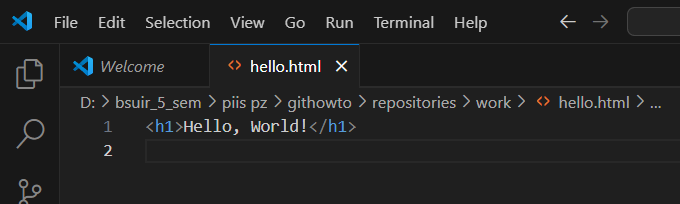 File Edit Selection View Go Run Terminal Help
Welcome hello.html
D: > bsuir_5_sem > piis pz > githowto > repositories > work > hello.html > ...
1 <h1>Hello, World!</h1>
2